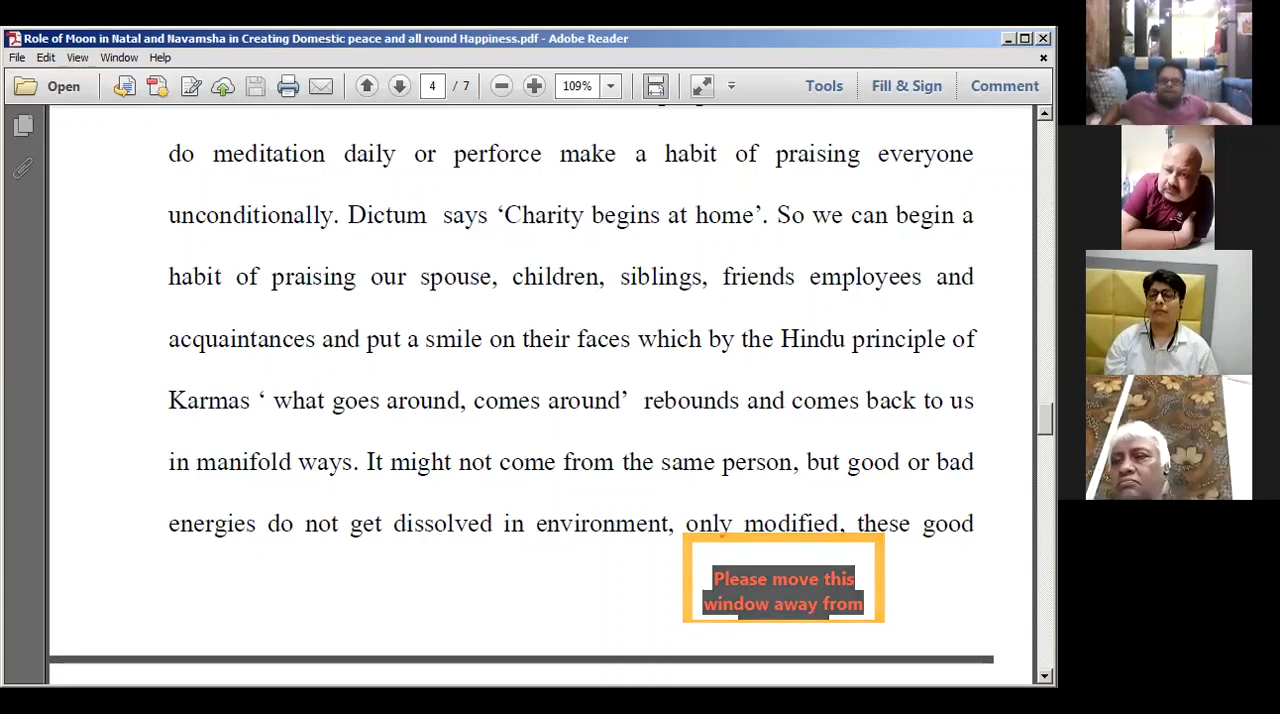 Role of Moon in Natal and Navamsha in Creating Domestic peace and all round Happiness.pdf - Adobe Reader
File Edit View Window Help
Open 4 / 7 109% Tools Fill & Sign Comment
do meditation daily or perforce make a habit of praising everyone
unconditionally. Dictum says ‘Charity begins at home’. So we can begin a
habit of praising our spouse, children, siblings, friends employees and
acquaintances and put a smile on their faces which by the Hindu principle of
Karmas ‘ what goes around, comes around’ rebounds and comes back to us
in manifold ways. It might not come from the same person, but good or bad
energies do not get dissolved in environment, only modified, these good
Please move this
window away from